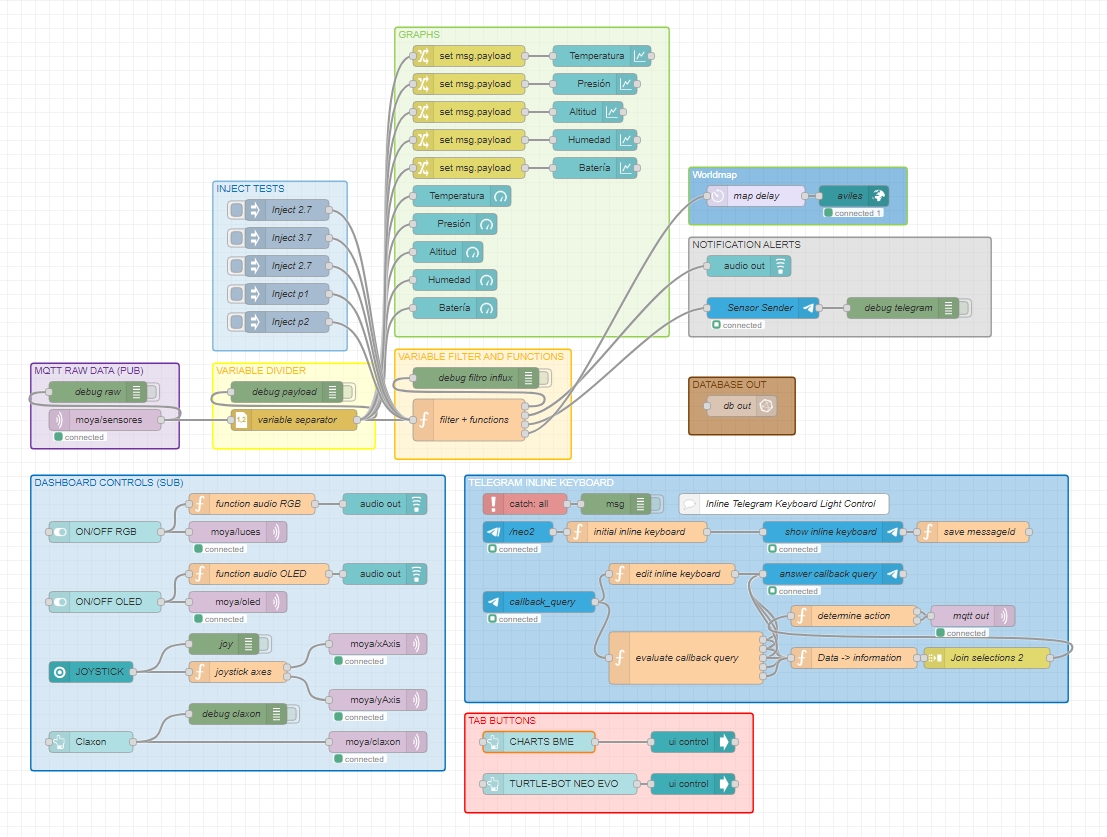 GRAPHS
set msg.payload
Temperatura
set msg.payload
Presión
set msg.payload
Altitud
set msg.payload
Humedad
set msg.payload
Batería
Temperatura
Presión
Altitud
Humedad
Batería
INJECT TESTS
Inject 2.7
Inject 3.7
Inject 2.7
Inject p1
Inject p2
Worldmap
map delay
aviles
connected 1
NOTIFICATION ALERTS
audio out
Sensor Sender
debug telegram
connected
MQTT RAW DATA (PUB)
debug raw
moya/sensores
connected
VARIABLE DIVIDER
debug payload
1,2
variable separator
VARIABLE FILTER AND FUNCTIONS
debug filtro influx
filter + functions
DATABASE OUT
db out
DASHBOARD CONTROLS (SUB)
function audio RGB
audio out
ON/OFF RGB
moya/luces
connected
function audio OLED
audio out
ON/OFF OLED
moya/oled
connected
joy
moya/xAxis
connected
JOYSTICK
joystick axes
moya/yAxis
connected
debug claxon
Claxon
moya/claxon
connected
TELEGRAM INLINE KEYBOARD
catch: all
msg
Inline Telegram Keyboard Light Control
/neo2
initial inline keyboard
show inline keyboard
save messageId
connected
connected
edit inline keyboard
answer callback query
connected
callback_query
connected
determine action
mqtt out
connected
evaluate callback query
Data -> information
Join selections 2
TAB BUTTONS
CHARTS BME
ui control
TURTLE-BOT NEO EVO
ui control